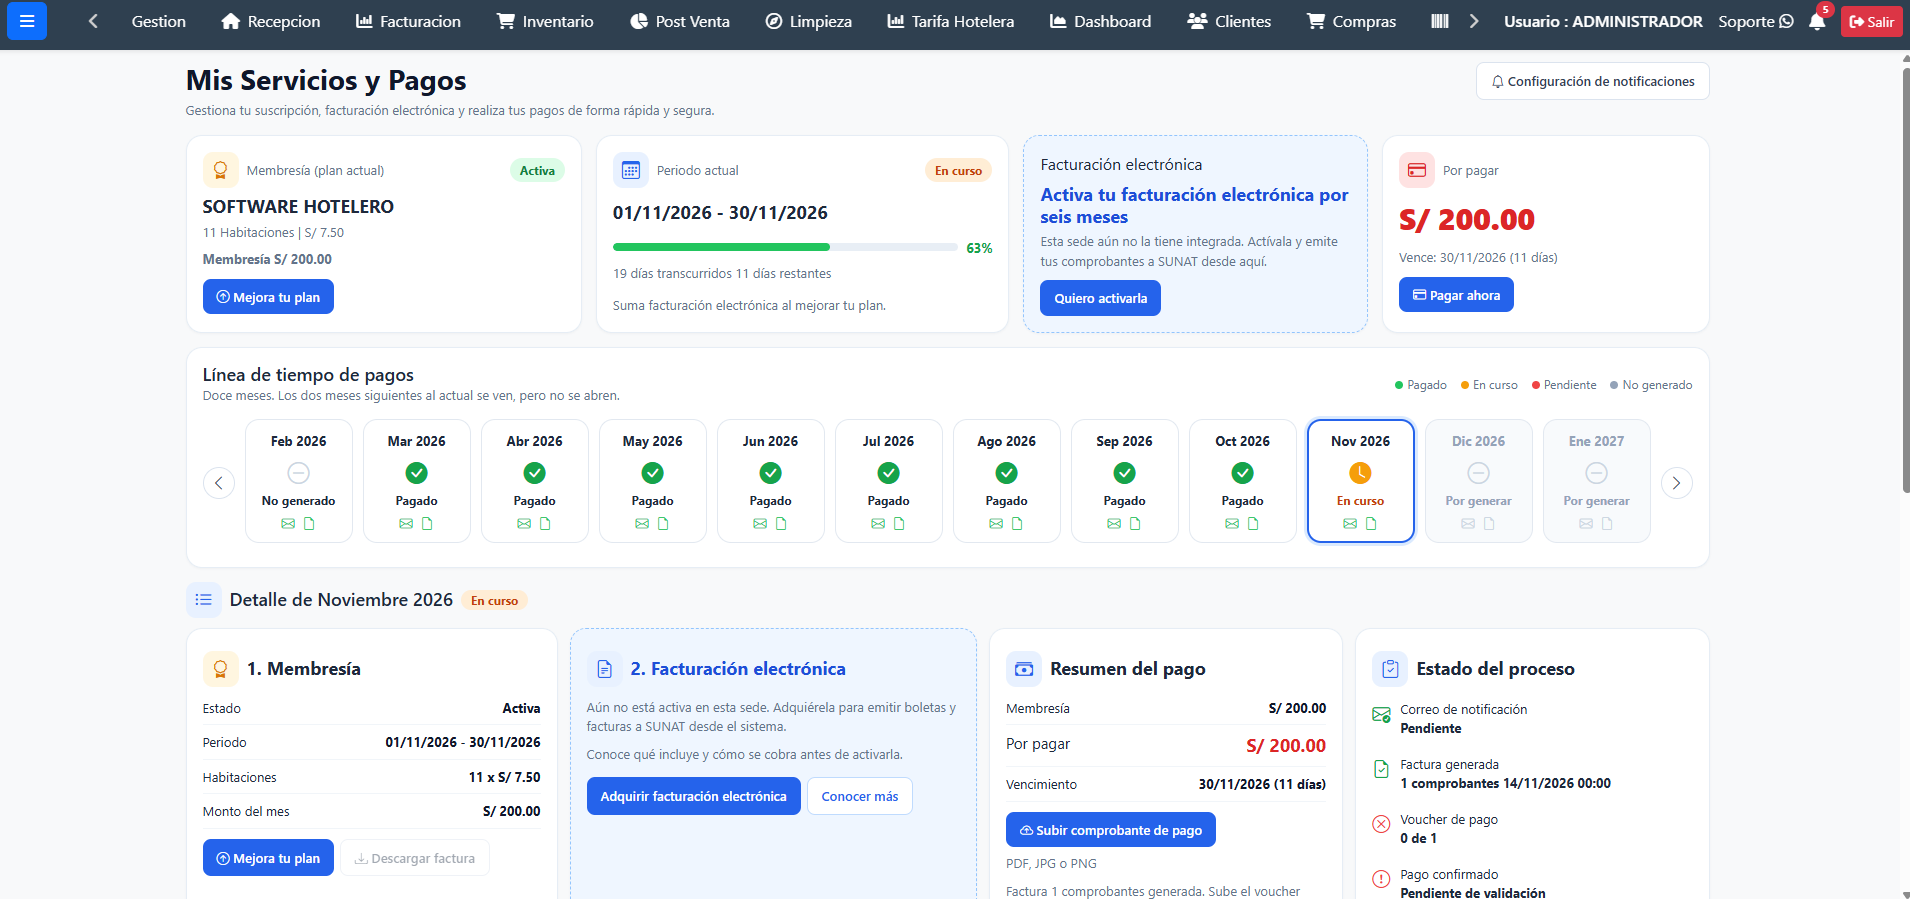 Gestion Recepcion Facturacion Inventario Post Venta Limpieza Tarifa Hotelera Dashboard Clientes Compras Usuario : ADMINISTRADOR Soporte 5 Salir
Mis Servicios y Pagos
Configuración de notificaciones
Gestiona tu suscripción, facturación electrónica y realiza tus pagos de forma rápida y segura.
Membresía (plan actual) Activa
SOFTWARE HOTELERO
11 Habitaciones | S/ 7.50
Membresía S/ 200.00
Mejora tu plan
Periodo actual En curso
01/11/2026 - 30/11/2026
63%
19 días transcurridos 11 días restantes
Suma facturación electrónica al mejorar tu plan.
Facturación electrónica
Activa tu facturación electrónica por
seis meses
Esta sede aún no la tiene integrada. Actívala y emite
tus comprobantes a SUNAT desde aquí.
Quiero activarla
Por pagar
S/ 200.00
Vence: 30/11/2026 (11 días)
Pagar ahora
Línea de tiempo de pagos
Doce meses. Los dos meses siguientes al actual se ven, pero no se abren.
Pagado En curso Pendiente No generado
Feb 2026 Mar 2026 Abr 2026 May 2026 Jun 2026 Jul 2026 Ago 2026 Sep 2026 Oct 2026 Nov 2026 Dic 2026 Ene 2027
No generado Pagado Pagado Pagado Pagado Pagado Pagado Pagado Pagado En curso Por generar Por generar
Detalle de Noviembre 2026 En curso
1. Membresía
Estado Activa
Periodo 01/11/2026 - 30/11/2026
Habitaciones 11 x S/ 7.50
Monto del mes S/ 200.00
Mejora tu plan Descargar factura
2. Facturación electrónica
Aún no está activa en esta sede. Adquiérela para emitir boletas y
facturas a SUNAT desde el sistema.
Conoce qué incluye y cómo se cobra antes de activarla.
Adquirir facturación electrónica Conocer más
Resumen del pago
Membresía S/ 200.00
Por pagar S/ 200.00
Vencimiento 30/11/2026 (11 días)
Subir comprobante de pago
PDF, JPG o PNG
Factura 1 comprobantes generada. Sube el voucher
Estado del proceso
Correo de notificación
Pendiente
Factura generada
1 comprobantes 14/11/2026 00:00
Voucher de pago
0 de 1
Pago confirmado
Pendiente de validación